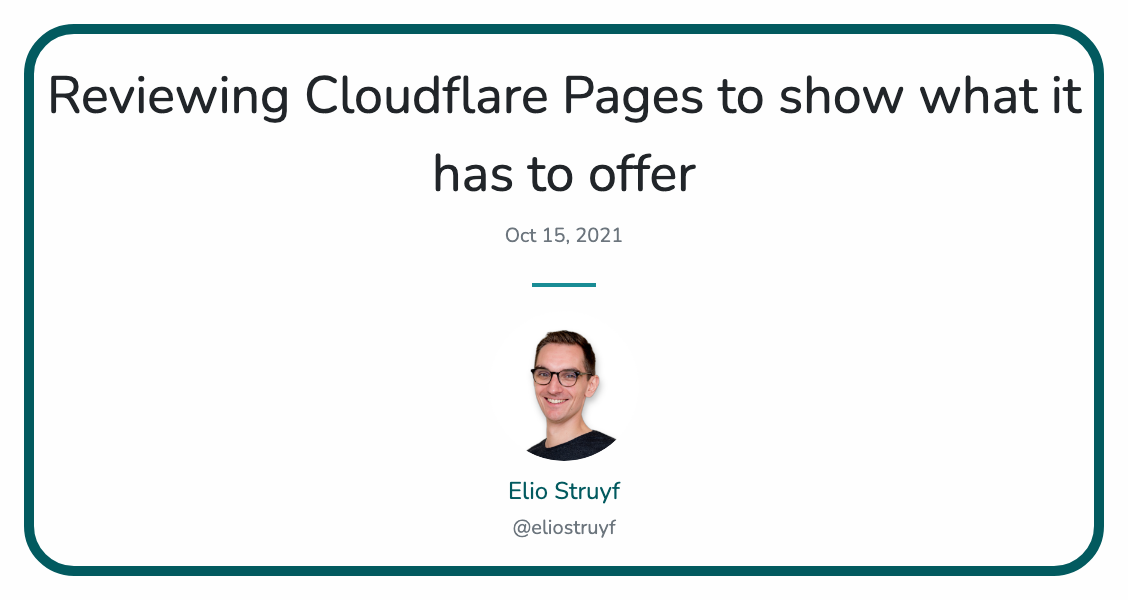 Reviewing Cloudflare Pages to show what it
has to offer
Oct 15, 2021
Elio Struyf
@eliostruyf